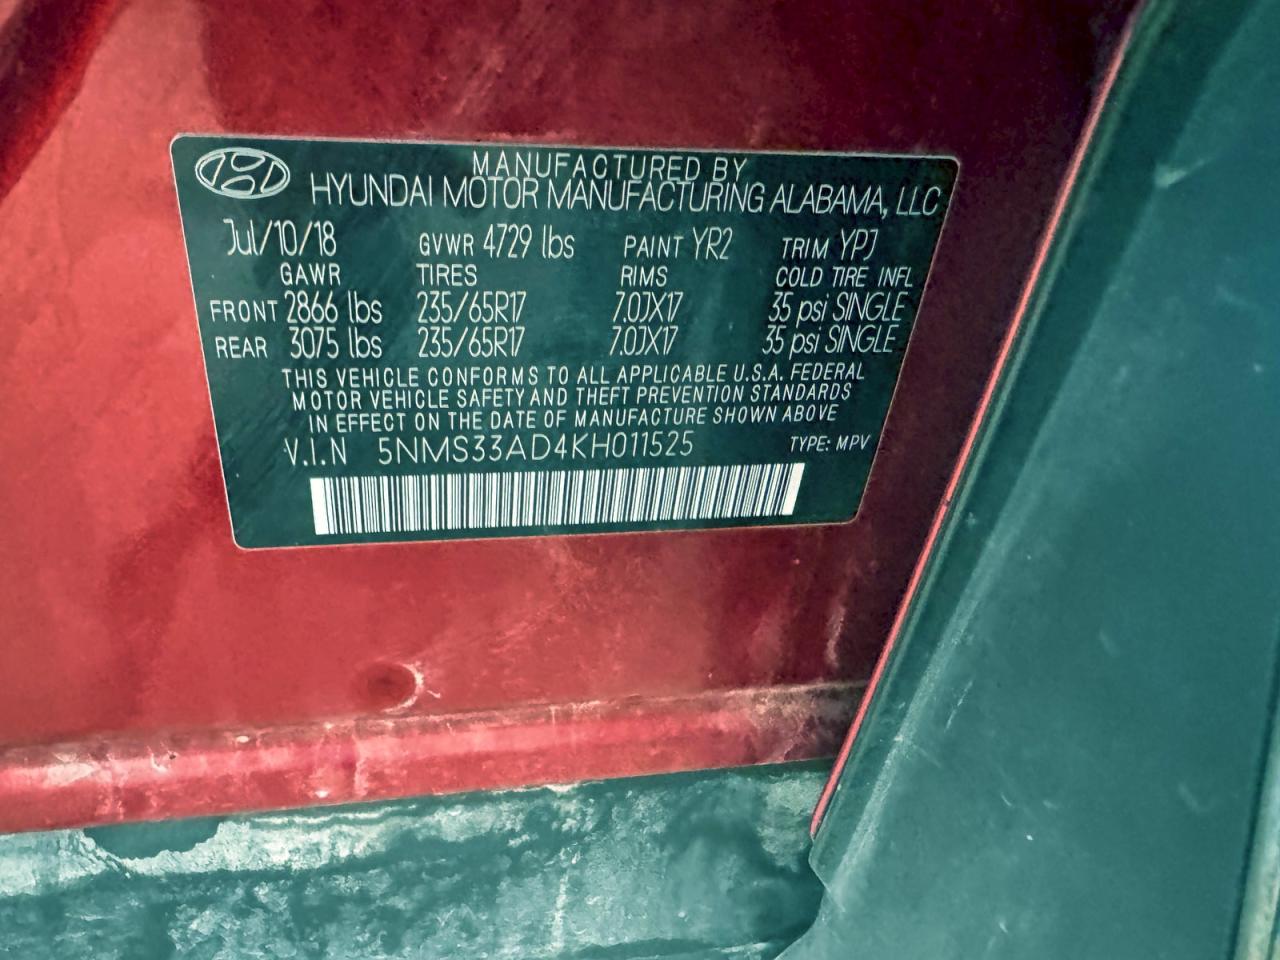 MANUFACTURED BY
HYUNDAI MOTOR MANUFACTURING ALABAMA, LLC
Jul/10/18 GVWR 4729 lbs PAINT YR2 TRIM YPJ
GAWR TIRES RIMS COLD TIRE INFL
FRONT 2866 lbs 235/65R17 7.0JX17 35 psi SINGLE
REAR 3075 lbs 235/65R17 7.0JX17 35 psi SINGLE
THIS VEHICLE CONFORMS TO ALL APPLICABLE U.S.A. FEDERAL
MOTOR VEHICLE SAFETY AND THEFT PREVENTION STANDARDS
IN EFFECT ON THE DATE OF MANUFACTURE SHOWN ABOVE
V.I.N 5NMS33AD4KH011525 TYPE: MPV